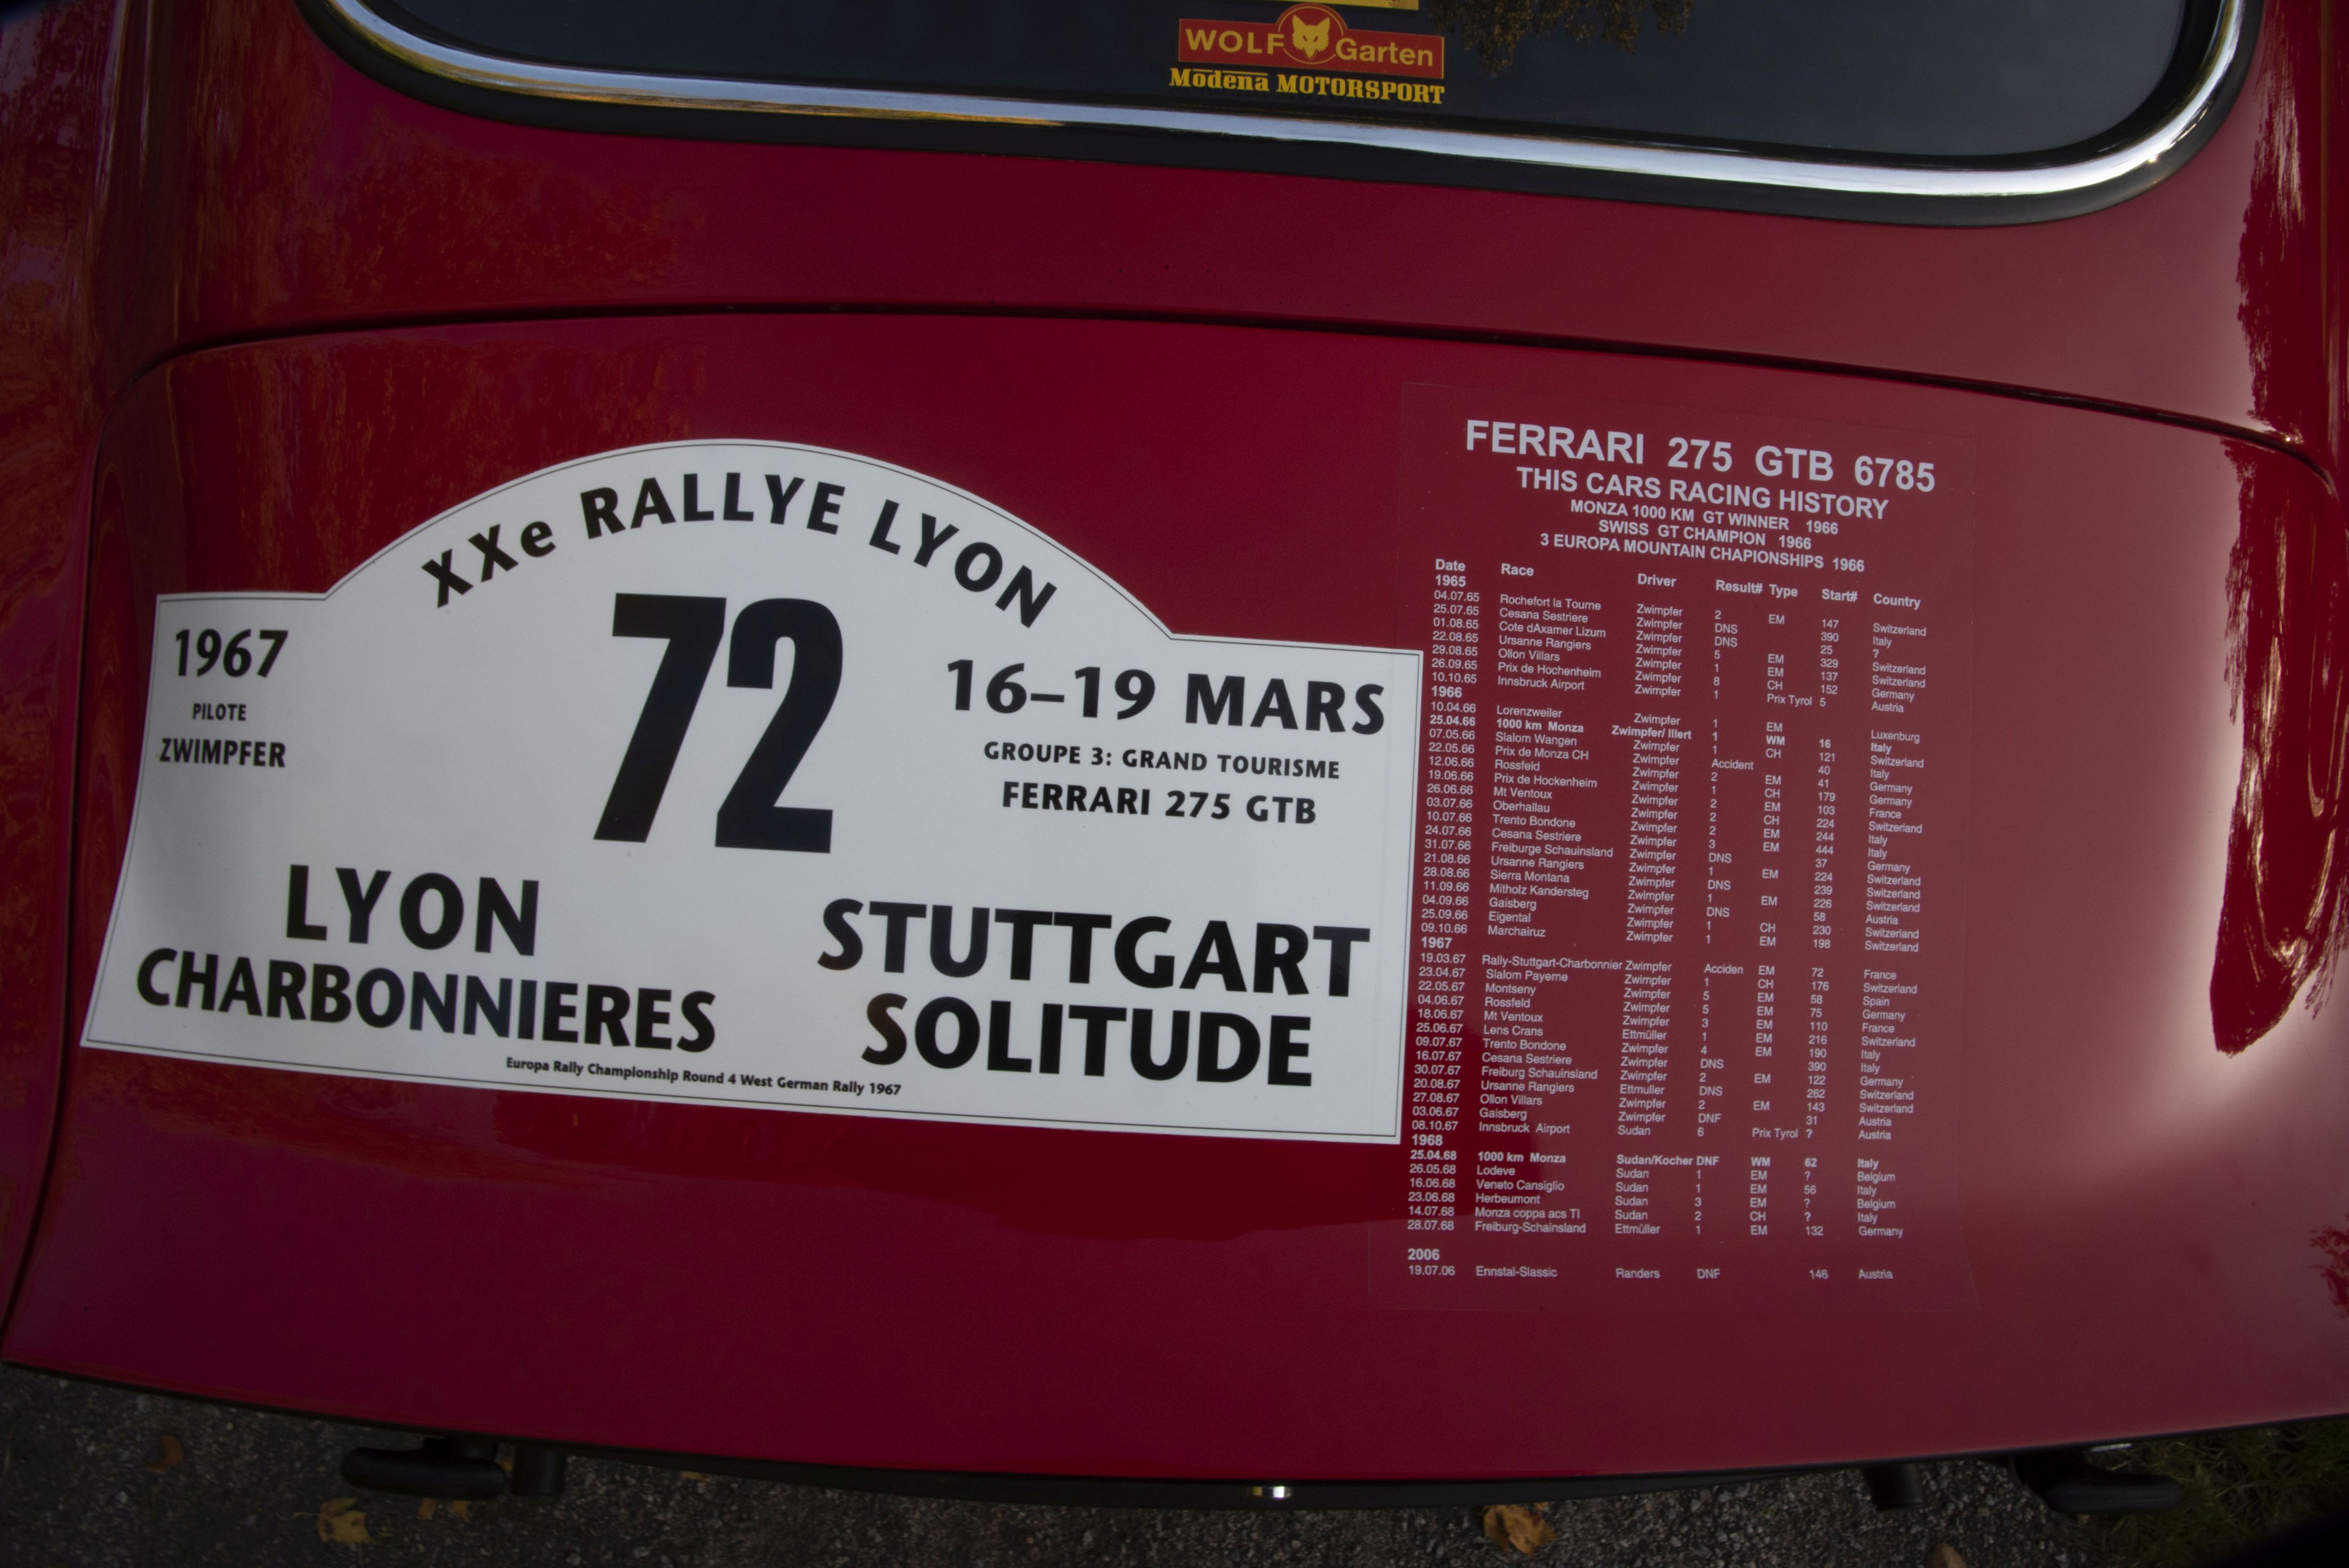 WOLF Garten
Modena MOTORSPORT
XXe RALLYE LYON
1967
PILOTE
ZWIMPFER
72
16–19 MARS
GROUPE 3: GRAND TOURISME
FERRARI 275 GTB
LYON
CHARBONNIERES
STUTTGART
SOLITUDE
Europa Rally Championship Round 4 West German Rally 1967
FERRARI 275 GTB 6785
THIS CARS RACING HISTORY
MONZA 1000 KM GT WINNER 1966
SWISS GT CHAMPION 1966
3 EUROPA MOUNTAIN CHAPIONSHIPS 1966
Date Race Driver Result# Type Start# Country
1965
04.07.65 Rochefort la Tourne Zwimpfer 2 EM 147 Switzerland
25.07.65 Cesana Sestriere Zwimpfer DNS 390 Italy
01.08.65 Cote dAxamer Lizum Zwimpfer DNS 25 ?
22.08.65 Ursanne Rangiers Zwimpfer 5 EM 329 Switzerland
29.08.65 Ollon Villars Zwimpfer 1 EM 137 Switzerland
26.09.65 Prix de Hochenheim Zwimpfer 8 CH 152 Germany
10.10.65 Innsbruck Airport Zwimpfer 1 Prix Tyrol 5 Austria
1966
10.04.66 Lorenzweiler Zwimpfer 1 EM Luxenburg
25.04.66 1000 km Monza Zwimpfer/ Illert 1 WM 16 Italy
07.05.66 Slalom Wangen Zwimpfer 1 CH 121 Switzerland
22.05.66 Prix de Monza CH Zwimpfer Accident 40 Italy
12.06.66 Rossfeld Zwimpfer 2 EM 41 Germany
19.06.66 Prix de Hockenheim Zwimpfer 1 CH 179 Germany
26.06.66 Mt Ventoux Zwimpfer 2 EM 103 France
03.07.66 Oberhallau Zwimpfer 2 CH 224 Switzerland
10.07.66 Trento Bondone Zwimpfer 2 EM 244 Italy
24.07.66 Cesana Sestriere Zwimpfer 3 EM 444 Italy
31.07.66 Freiburge Schauinsland Zwimpfer DNS 37 Germany
21.08.66 Ursanne Rangiers Zwimpfer 1 EM 224 Switzerland
28.08.66 Sierra Montana Zwimpfer DNS 239 Switzerland
11.09.66 Mitholz Kandersteg Zwimpfer 1 EM 226 Switzerland
04.09.66 Gaisberg Zwimpfer DNS 58 Austria
25.09.66 Eigental Zwimpfer 1 CH 230 Switzerland
09.10.66 Marchairuz Zwimpfer 1 EM 198 Switzerland
1967
19.03.67 Rally-Stuttgart-Charbonnier Zwimpfer Acciden EM 72 France
23.04.67 Slalom Payerne Zwimpfer 1 CH 176 Switzerland
22.05.67 Montseny Zwimpfer 5 EM 58 Spain
04.06.67 Rossfeld Zwimpfer 5 EM 75 Germany
18.06.67 Mt Ventoux Zwimpfer 3 EM 110 France
25.06.67 Lens Crans Ettmüller 1 EM 216 Switzerland
09.07.67 Trento Bondone Zwimpfer 4 EM 190 Italy
16.07.67 Cesana Sestriere Zwimpfer DNS 390 Italy
30.07.67 Freiburg Schauinsland Zwimpfer 2 EM 122 Germany
20.08.67 Ursanne Rangiers Ettmuller DNS 262 Switzerland
27.08.67 Ollon Villars Zwimpfer 2 EM 143 Switzerland
03.06.67 Gaisberg Zwimpfer DNF 31 Austria
08.10.67 Innsbruck Airport Sudan 6 Prix Tyrol ? Austria
1968
25.04.68 1000 km Monza Sudan/Kocher DNF WM 62 Italy
26.05.68 Lodeve Sudan 1 EM ? Belgium
16.06.68 Veneto Cansiglio Sudan 1 EM 56 Italy
23.06.68 Herbeumont Sudan 3 EM ? Belgium
14.07.68 Monza coppa acs TI Sudan 2 CH ? Italy
28.07.68 Freiburg-Schainsland Ettmüller 1 EM 132 Germany
2006
19.07.06 Ennstal-Slassic Randers DNF 146 Austria